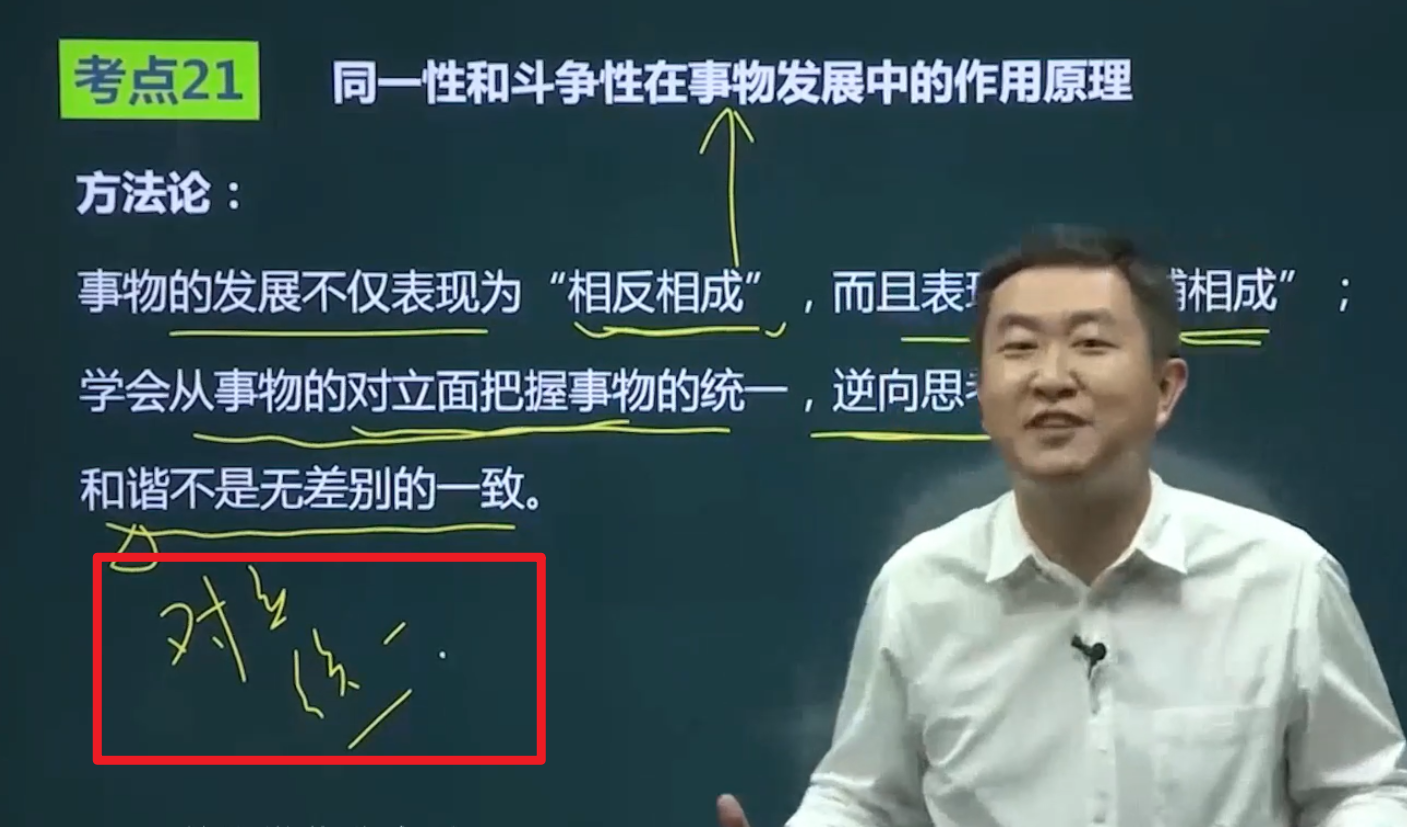 考点21 同一性和斗争性在事物发展中的作用原理
方法论：
事物的发展不仅表现为“相反相成”，而且表 相成”；
学会从事物的对立面把握事物的统一，逆向思
和谐不是无差别的一致。
对立
统一